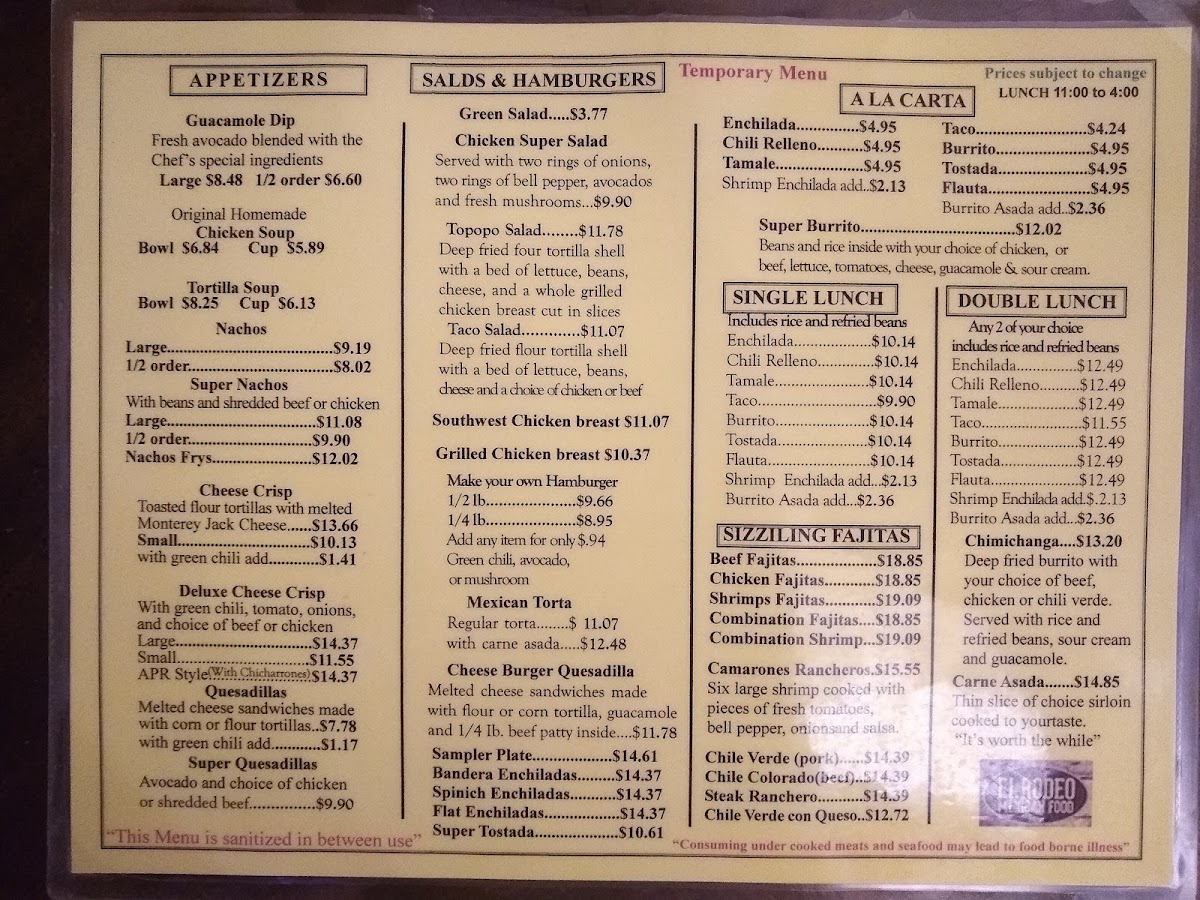 APPETIZERS
Guacamole Dip
Fresh avocado blended with the
Chef's special ingredients
Large $8.48 1/2 order $6.60
Original Homemade
Chicken Soup
Bowl $6.84 Cup $5.89
Tortilla Soup
Bowl $8.25 Cup $6.13
Nachos
Large....................................$9.19
1/2 order...............................$8.02
Super Nachos
With beans and shredded beef or chicken
Large................................$11.08
1/2 order...........................$9.90
Nachos Frys......................$12.02
Cheese Crisp
Toasted flour tortillas with melted
Monterey Jack Cheese......$13.66
Small............................$10.13
with green chili add...........$1.41
Deluxe Cheese Crisp
With green chili, tomato, onions,
and choice of beef or chicken
Large..............................$14.37
Small.............................$11.55
APR Style(With Chicharrones)$14.37
Quesadillas
Melted cheese sandwiches made
with corn or flour tortillas..$7.78
with green chili add...........$1.17
Super Quesadillas
Avocado and choice of chicken
or shredded beef..............$9.90
"This Menu is sanitized in between use"
SALDS & HAMBURGERS
Green Salad.....$3.77
Chicken Super Salad
Served with two rings of onions,
two rings of bell pepper, avocados
and fresh mushrooms...$9.90
Topopo Salad........$11.78
Deep fried four tortilla shell
with a bed of lettuce, beans,
cheese, and a whole grilled
chicken breast cut in slices
Taco Salad............$11.07
Deep fried flour tortilla shell
with a bed of lettuce, beans,
cheese and a choice of chicken or beef
Southwest Chicken breast $11.07
Grilled Chicken breast $10.37
Make your own Hamburger
1/2 lb....................$9.66
1/4 lb....................$8.95
Add any item for only $.94
Green chili, avocado,
or mushroom
Mexican Torta
Regular torta.......$ 11.07
with carne asada.....$12.48
Cheese Burger Quesadilla
Melted cheese sandwiches made
with flour or corn tortilla, guacamole
and 1/4 Ib. beef patty inside....$11.78
Sampler Plate....................$14.61
Bandera Enchiladas.........$14.37
Spinich Enchiladas...........$14.37
Flat Enchiladas..................$14.37
Super Tostada....................$10.61
Temporary Menu
Prices subject to change
LUNCH 11:00 to 4:00
A LA CARTA
Enchilada..............$4.95
Chili Relleno..........$4.95
Tamale...................$4.95
Shrimp Enchilada add..$2.13
Taco.........................$4.24
Burrito.....................$4.95
Tostada....................$4.95
Flauta......................$4.95
Burrito Asada add..$2.36
Super Burrito........................................$12.02
Beans and rice inside with your choice of chicken, or
beef, lettuce, tomatoes, cheese, guacamole & sour cream.
SINGLE LUNCH
Includes rice and refried beans
Enchilada.................$10.14
Chili Relleno............$10.14
Tamale.....................$10.14
Taco..........................$9.90
Burrito.....................$10.14
Tostada....................$10.14
Flauta.......................$10.14
Shrimp Enchilada add...$2.13
Burrito Asada add...$2.36
SIZZILING FAJITAS
Beef Fajitas.....................$18.85
Chicken Fajitas............$18.85
Shrimps Fajitas............$19.09
Combination Fajitas....$18.85
Combination Shrimp...$19.09
Camarones Rancheros.$15.55
Six large shrimp cooked with
pieces of fresh tomatoes,
bell pepper, onionsand salsa.
Chile Verde (pork)......$14.39
Chile Colorado(beef)..$14.39
Steak Ranchero...........$14.39
Chile Verde con Queso..$12.72
DOUBLE LUNCH
Any 2 of your choice
includes rice and refried beans
Enchilada................$12.49
Chili Relleno.........$12.49
Tamale....................$12.49
Taco........................$11.55
Burrito....................$12.49
Tostada...................$12.49
Flauta.....................$12.49
Shrimp Enchilada add.$.2.13
Burrito Asada add...$2.36
Chimichanga....$13.20
Deep fried burrito with
your choice of beef,
chicken or chili verde.
Served with rice and
refried beans, sour cream
and guacamole.
Carne Asada.......$14.85
Thin slice of choice sirloin
cooked to yourtaste.
"It's worth the while"
EL RODEO
MEXICAN FOOD
"Consuming under cooked meats and seafood may lead to food borne illness"